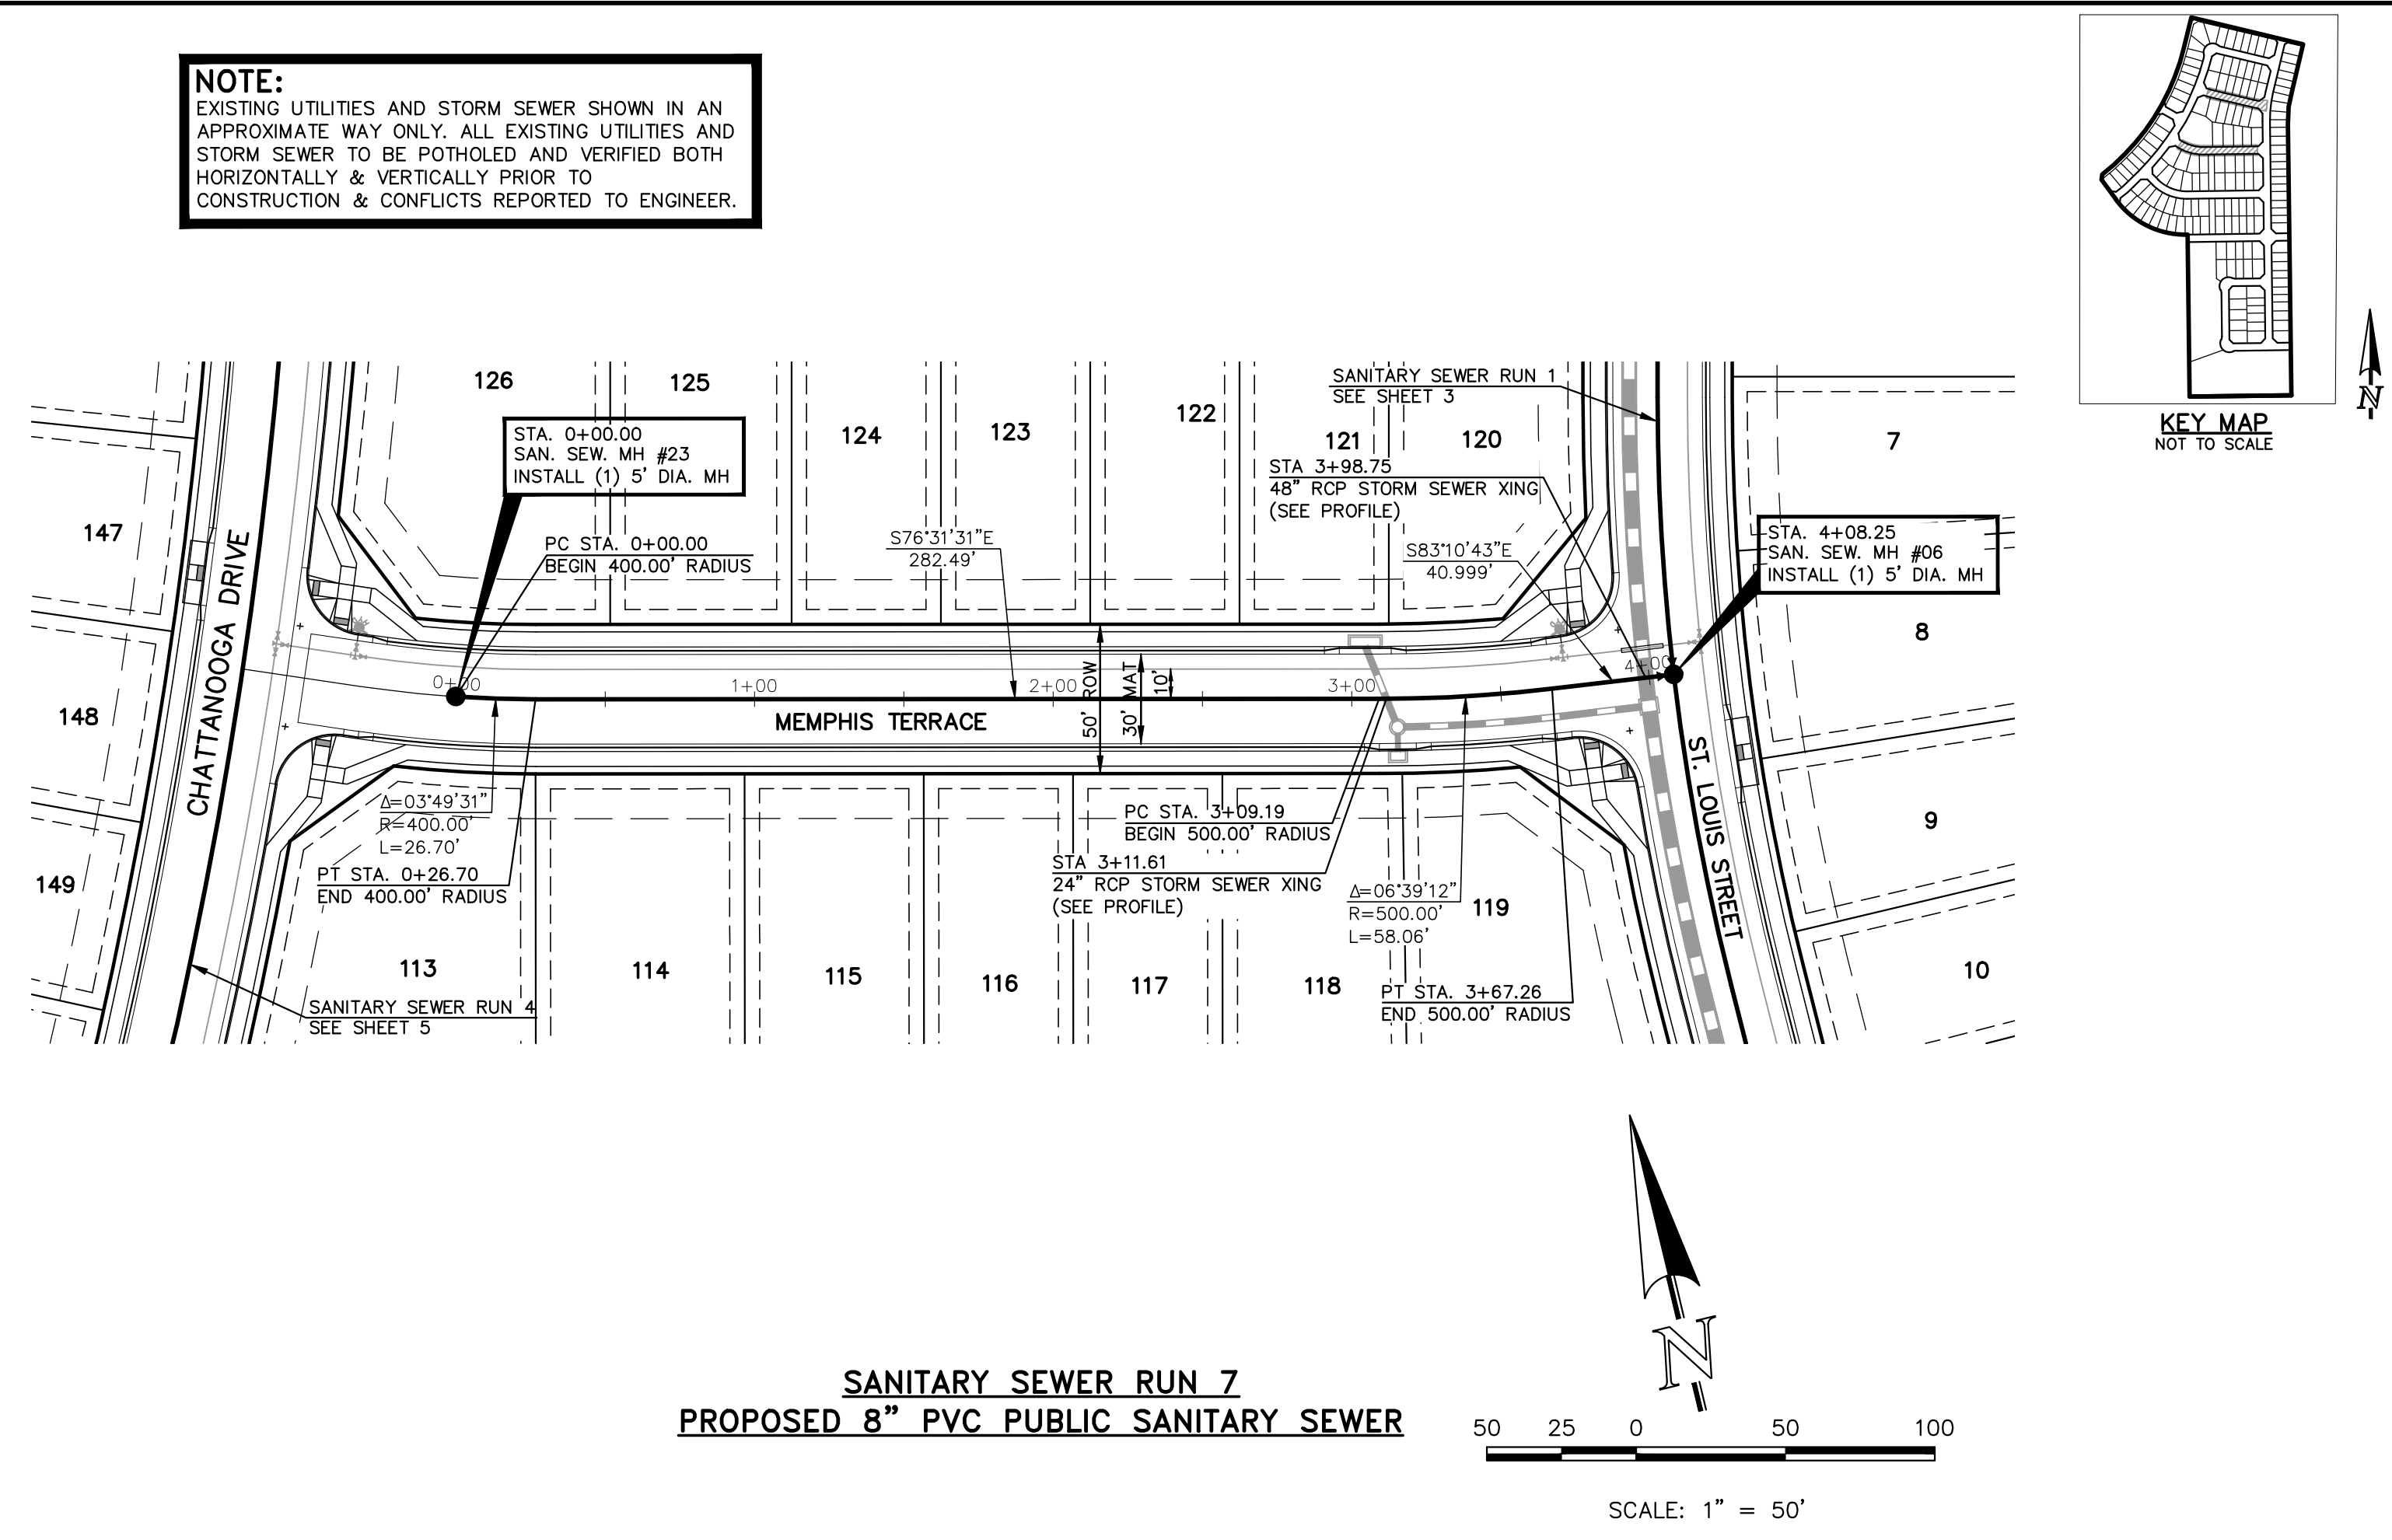 NOTE:
EXISTING UTILITIES AND STORM SEWER SHOWN IN AN
APPROXIMATE WAY ONLY. ALL EXISTING UTILITIES AND
STORM SEWER TO BE POTHOLED AND VERIFIED BOTH
HORIZONTALLY & VERTICALLY PRIOR TO
CONSTRUCTION & CONFLICTS REPORTED TO ENGINEER.
KEY MAP
NOT TO SCALE
N
126
125
124
123
122
121
120
7
8
9
10
147
148
149
SANITARY SEWER RUN 1
SEE SHEET 3
STA. 0+00.00
SAN. SEW. MH #23
INSTALL (1) 5' DIA. MH
STA 3+98.75
48" RCP STORM SEWER XING
(SEE PROFILE)
STA. 4+08.25
SAN. SEW. MH #06
INSTALL (1) 5' DIA. MH
PC STA. 0+00.00
BEGIN 400.00' RADIUS
S76°31'31"E
282.49'
S83°10'43"E
40.999'
CHATTANOOGA DRIVE
0+00
1+00
2+00
3+00
4+00
50' ROW
30' MAT
10'
MEMPHIS TERRACE
ST. LOUIS STREET
Δ=03°49'31"
R=400.00'
L=26.70'
PT STA. 0+26.70
END 400.00' RADIUS
PC STA. 3+09.19
BEGIN 500.00' RADIUS
STA 3+11.61
24" RCP STORM SEWER XING
(SEE PROFILE)
Δ=06°39'12"
R=500.00'
L=58.06'
119
113
114
115
116
117
118
PT STA. 3+67.26
END 500.00' RADIUS
SANITARY SEWER RUN 4
SEE SHEET 5
N
SANITARY SEWER RUN 7
PROPOSED 8" PVC PUBLIC SANITARY SEWER
50 25 0 50 100
SCALE: 1" = 50'